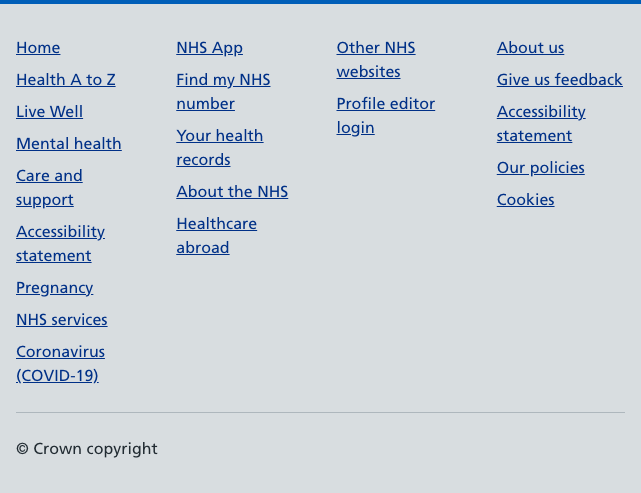 Home
Health A to Z
Live Well
Mental health
Care and
support
Accessibility
statement
Pregnancy
NHS services
Coronavirus
(COVID-19)
NHS App
Find my NHS
number
Your health
records
About the NHS
Healthcare
abroad
Other NHS
websites
Profile editor
login
About us
Give us feedback
Accessibility
statement
Our policies
Cookies
© Crown copyright